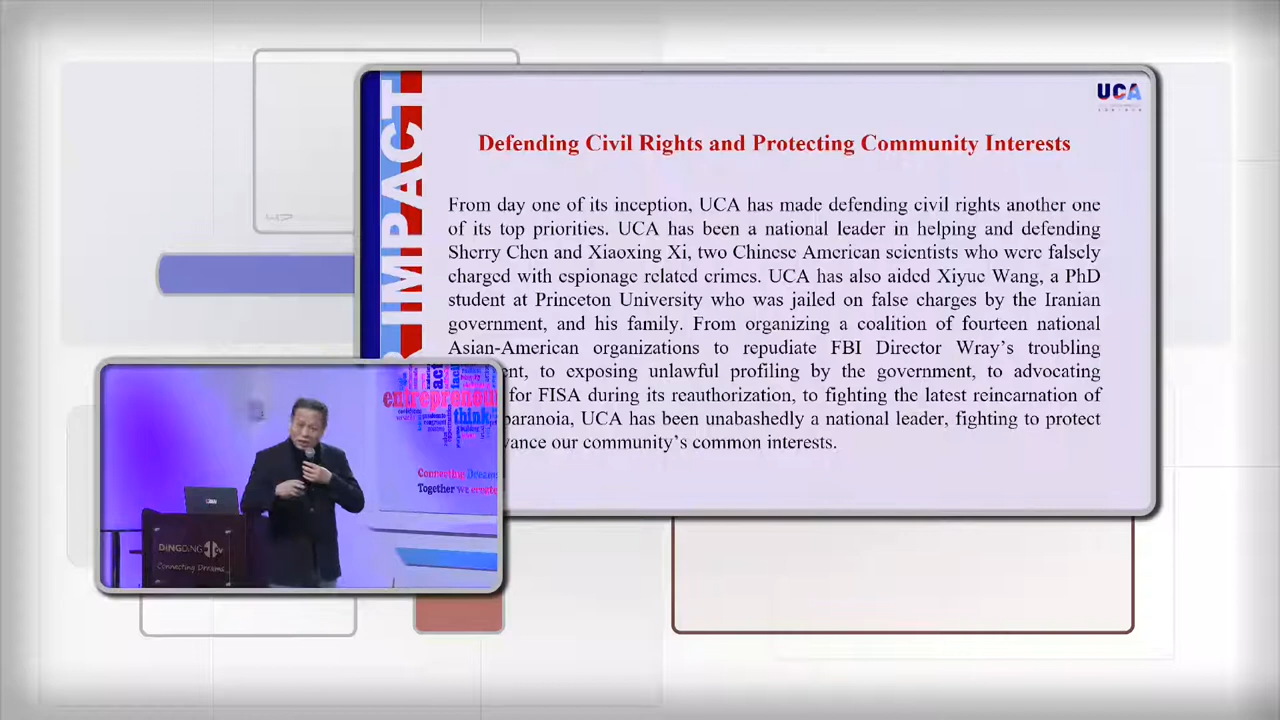 UCA
IMPACT
Defending Civil Rights and Protecting Community Interests
From day one of its inception, UCA has made defending civil rights another one
of its top priorities. UCA has been a national leader in helping and defending
Sherry Chen and Xiaoxing Xi, two Chinese American scientists who were falsely
charged with espionage related crimes. UCA has also aided Xiyue Wang, a PhD
student at Princeton University who was jailed on false charges by the Iranian
government, and his family. From organizing a coalition of fourteen national
Asian-American organizations to repudiate FBI Director Wray's troubling
to exposing unlawful profiling by the government, to advocating
for FISA during its reauthorization, to fighting the latest reincarnation of
paranoia, UCA has been unabashedly a national leader, fighting to protect
our community's common interests.
entrepreneu
think
Connecting Dreams
Together we create
DINGDING TV
Connecting Dreams